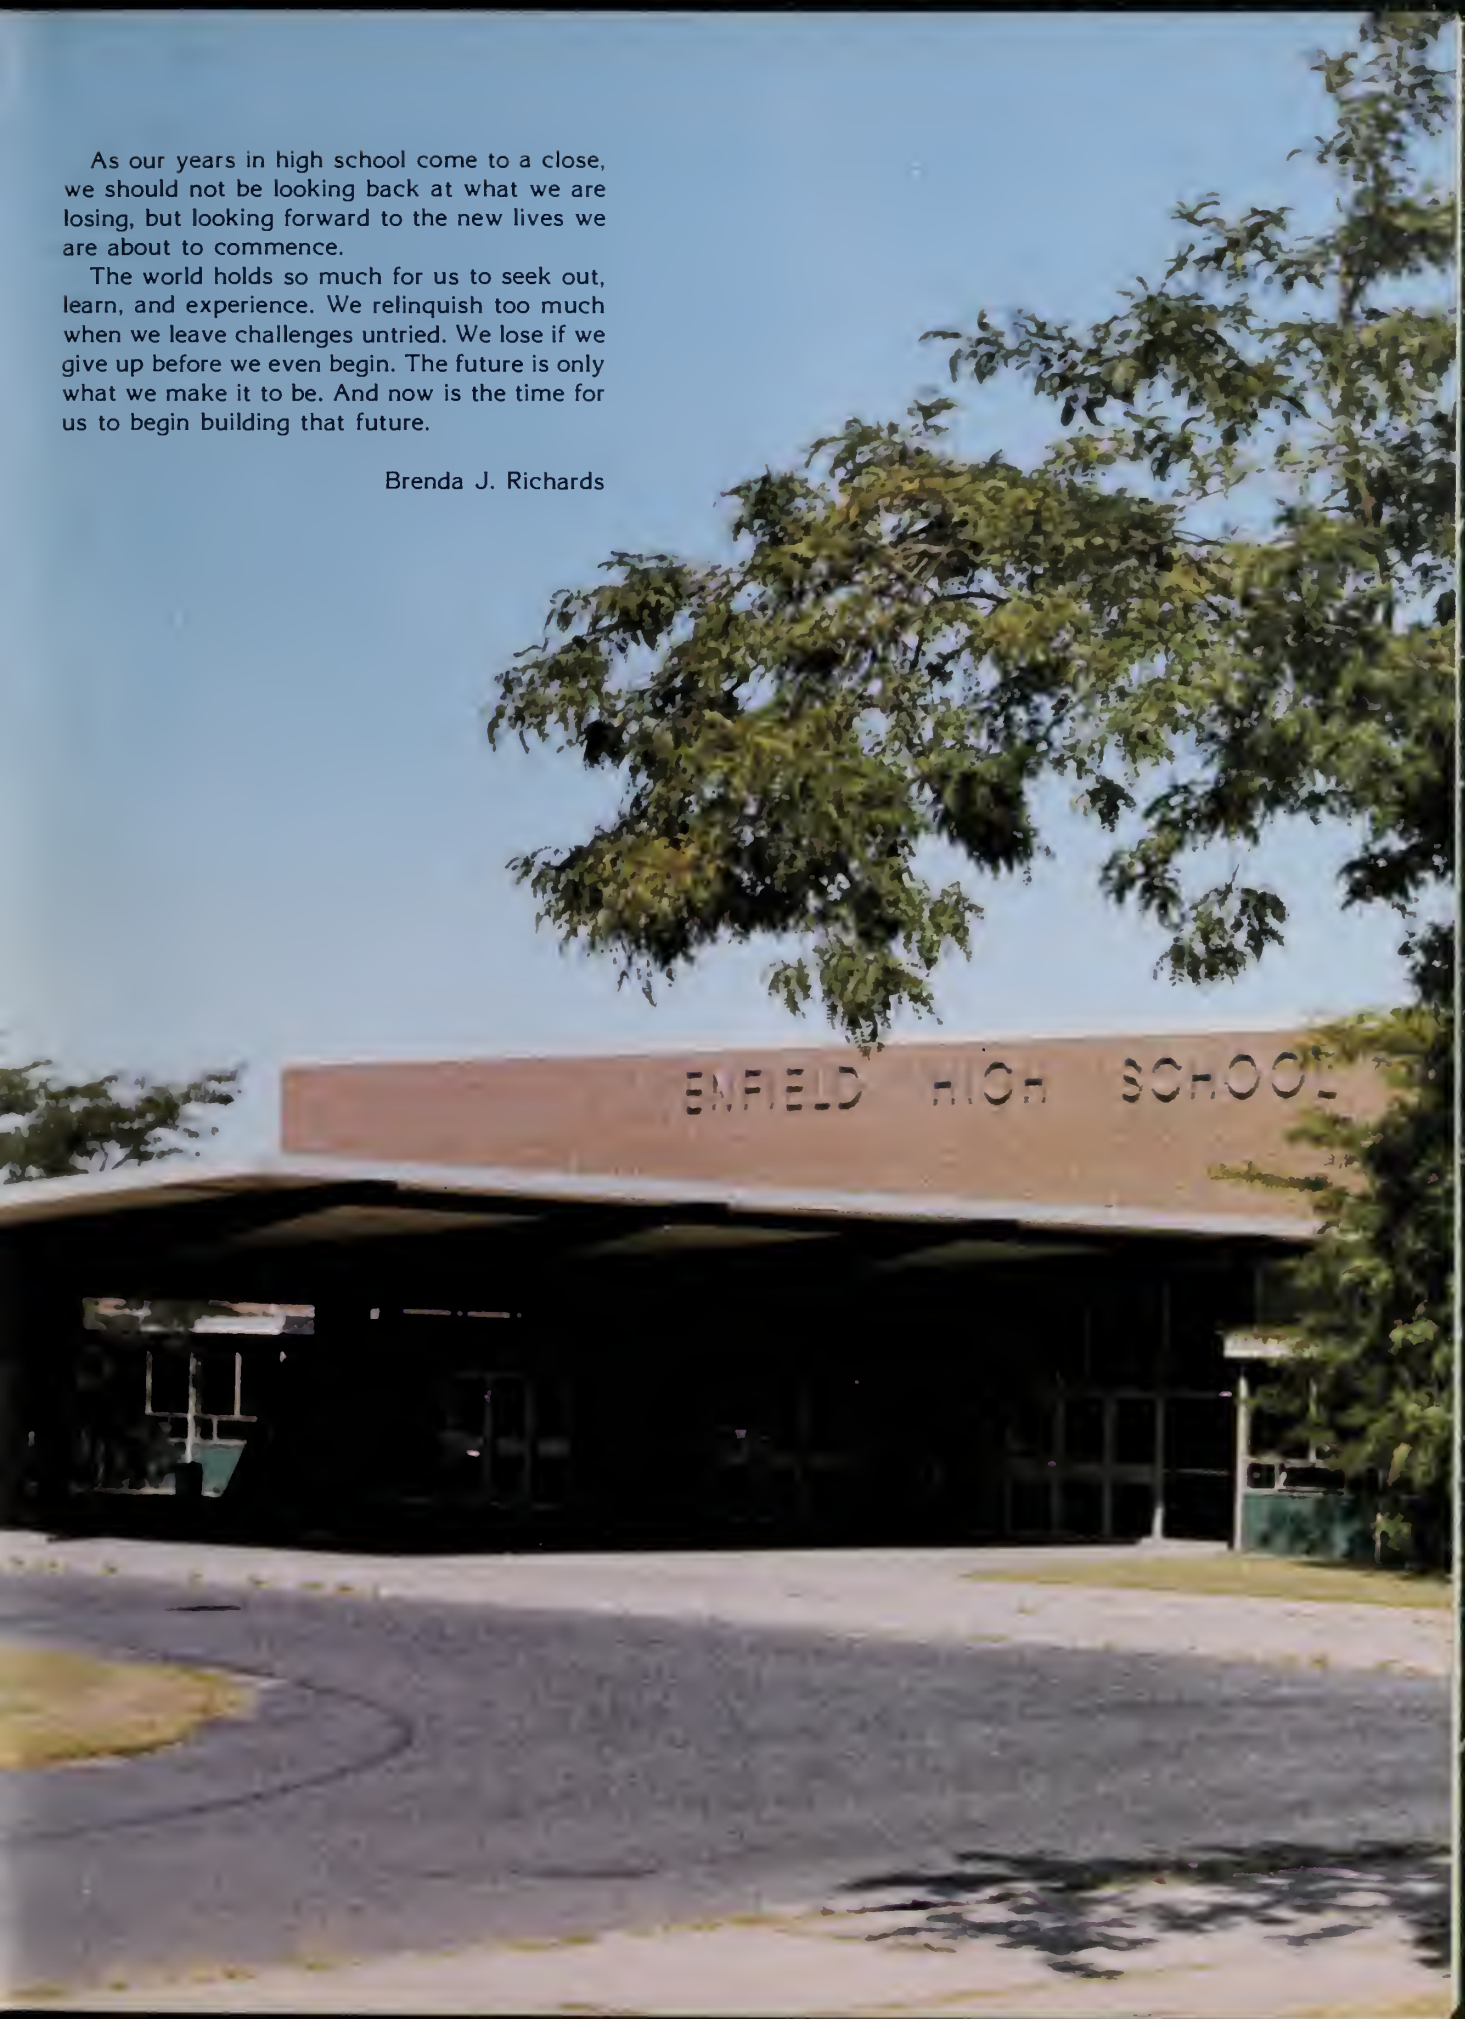 As our years in high school come to a close,
we should not be looking back at what we are
losing, but looking forward to the new lives we
are about to commence.
The world holds so much for us to seek out,
learn, and experience. We relinquish too much
when we leave challenges untried. We lose if we
give up before we even begin. The future is only
what we make it to be. And now is the time for
us to begin building that future.
Brenda J. Richards
ENFIELD HIGH SCHOOL